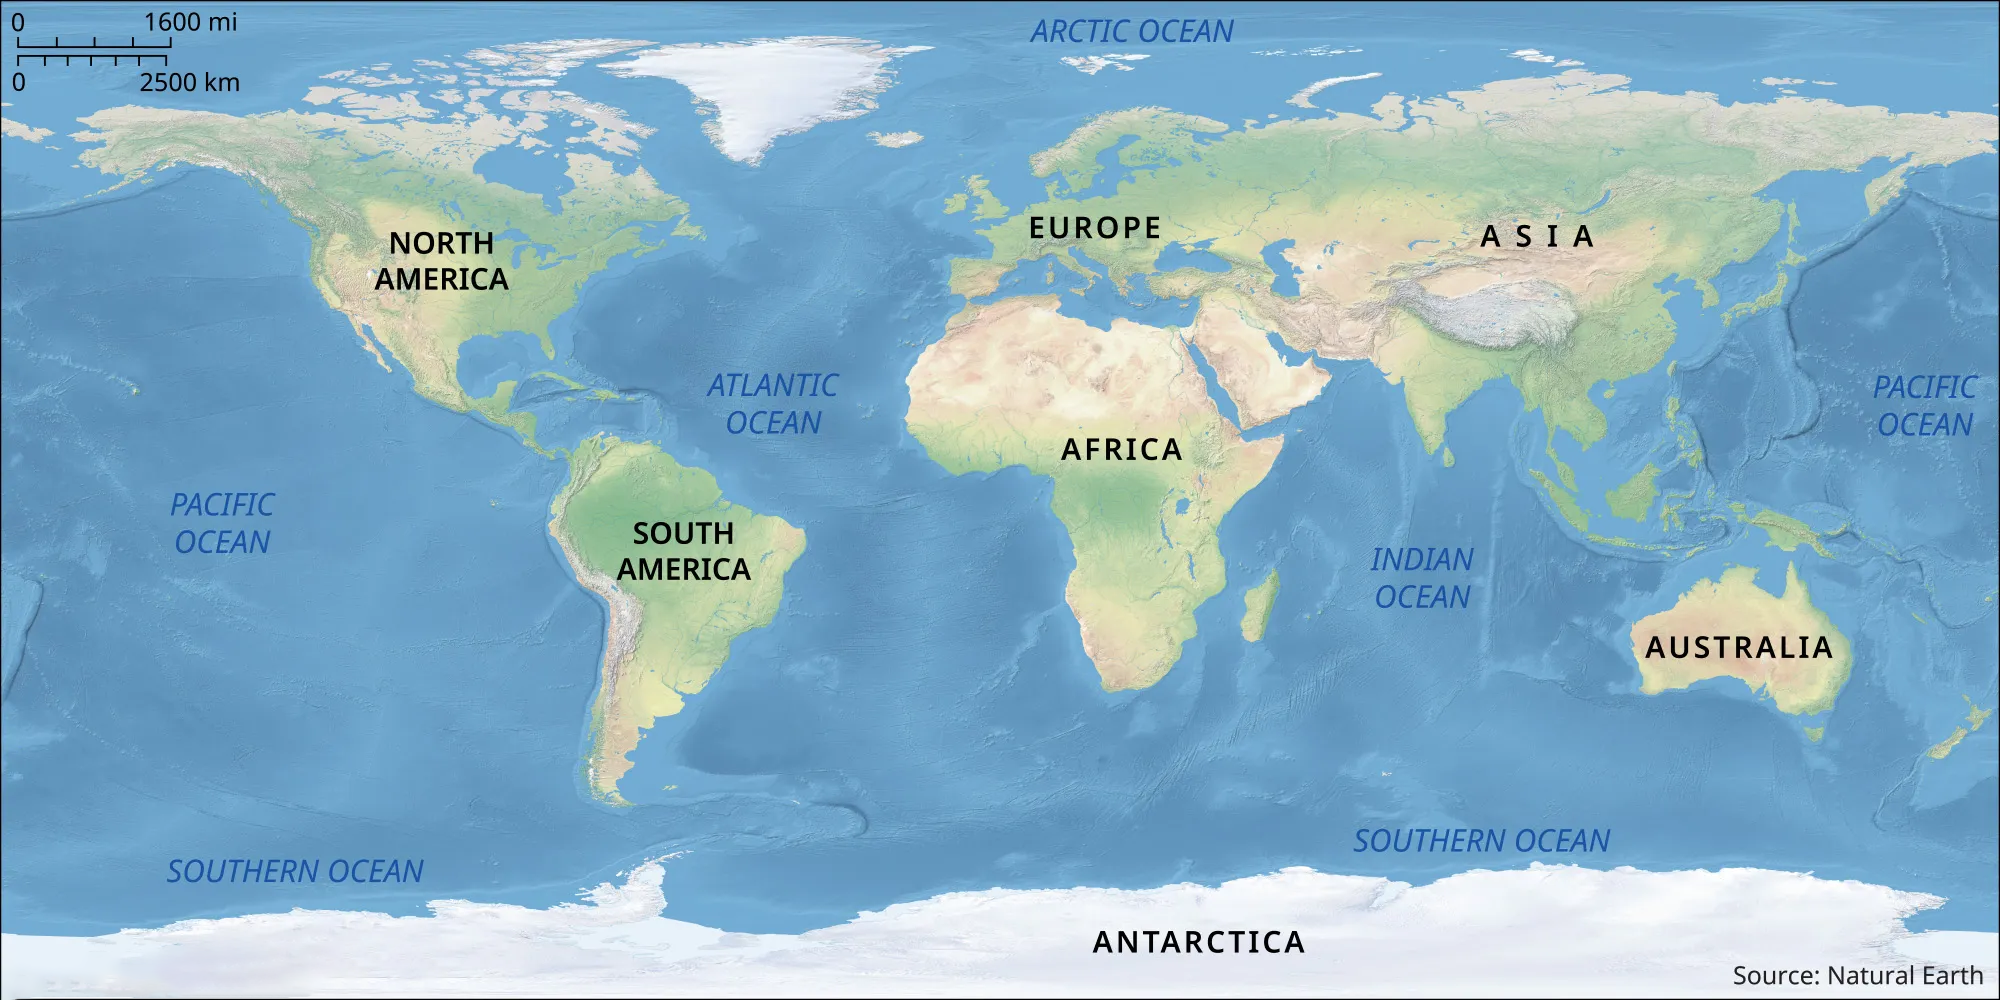 0 1600 mi
0 2500 km
ARCTIC OCEAN
NORTH
AMERICA
EUROPE
ASIA
ATLANTIC
OCEAN
PACIFIC
OCEAN
AFRICA
PACIFIC
OCEAN
SOUTH
AMERICA
INDIAN
OCEAN
AUSTRALIA
SOUTHERN OCEAN
SOUTHERN OCEAN
ANTARCTICA
Source: Natural Earth